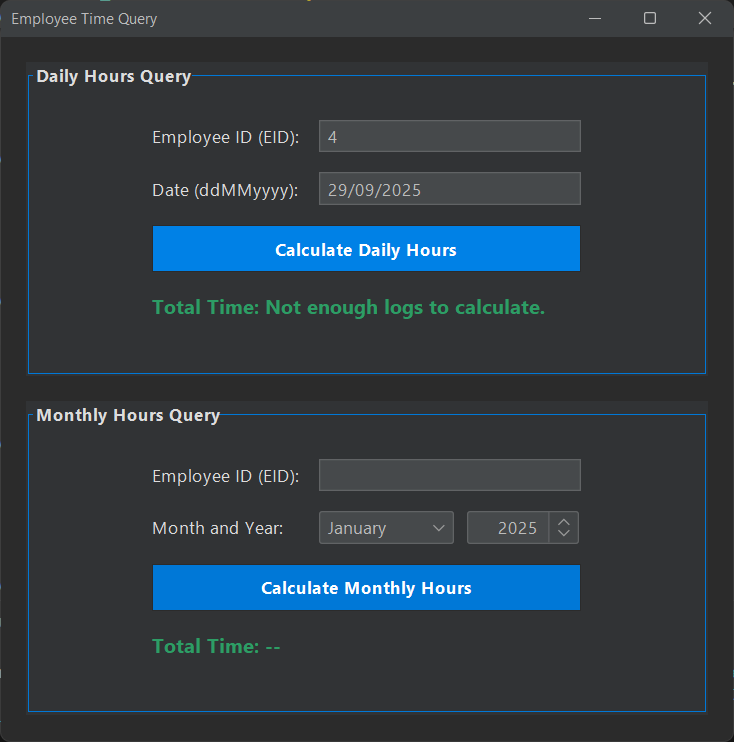 Employee Time Query
Daily Hours Query
Employee ID (EID): 4
Date (ddMMyyyy): 29/09/2025
Calculate Daily Hours
Total Time: Not enough logs to calculate.
Monthly Hours Query
Employee ID (EID):
Month and Year: January 2025
Calculate Monthly Hours
Total Time: --